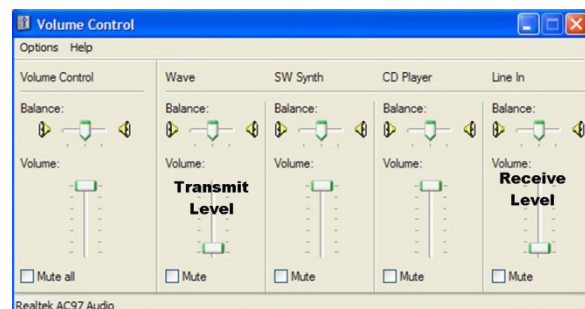 Volume Control
Options Help
Volume Control
Balance:
Volume:
Mute all
Wave
Balance:
Volume:
Transmit
Level
Mute
SW Synth
Balance:
Volume:
Mute
CD Player
Balance:
Volume:
Mute
Line In
Balance:
Volume:
Receive
Level
Mute
Realtek AC97 Audio